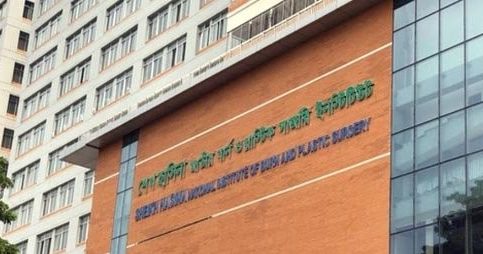 শেখ হাসিনা জাতীয় বার্ন ও প্লাস্টিক সার্জারি ইনস্টিটিউট
SHEIKH HASINA NATIONAL INSTITUTE OF BURN AND PLASTIC SURGERY